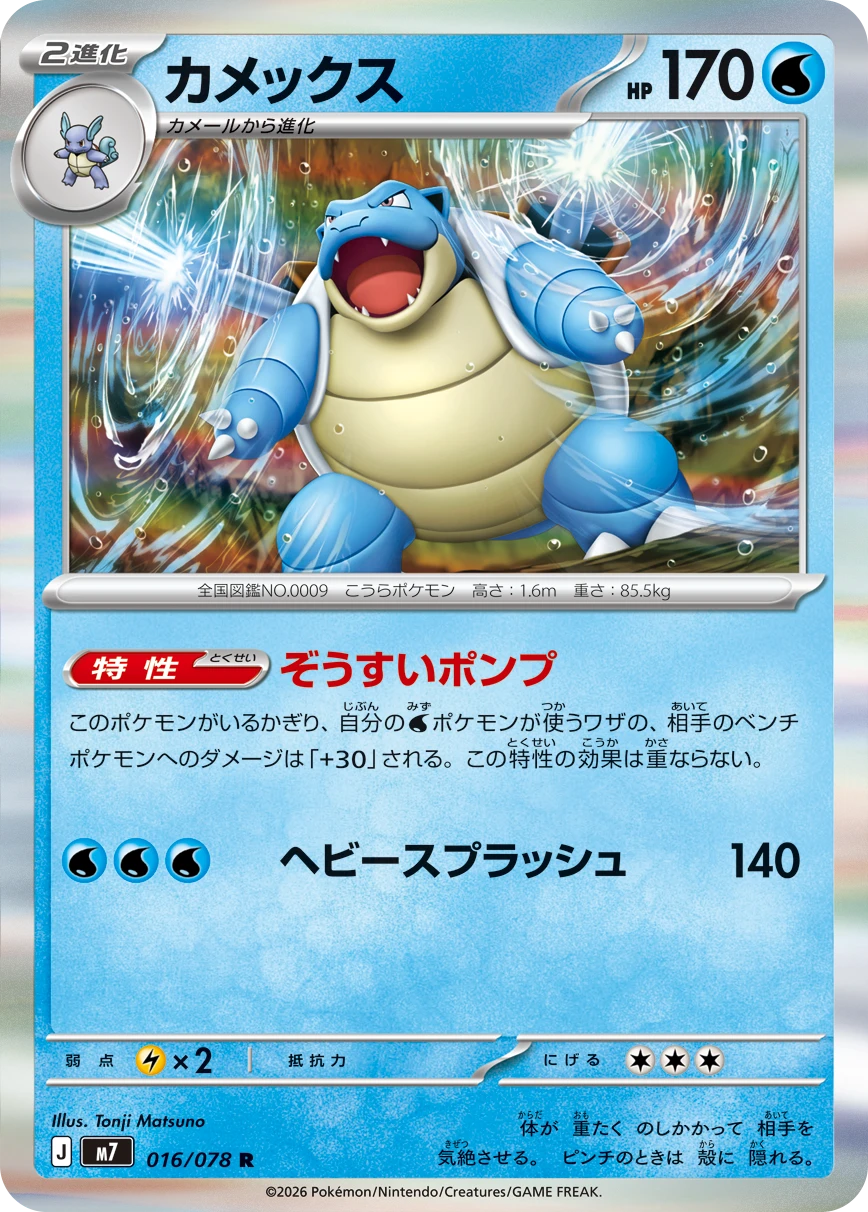 2進化
カメックス
HP 170
カメールから進化
全国図鑑NO.0009 こうらポケモン 高さ:1.6m 重さ:85.5kg
特性 とくせい ぞうすいポンプ
このポケモンがいるかぎり、自分のポケモンが使うワザの、相手のベンチ
ポケモンへのダメージは「+30」される。この特性の効果は重ならない。
ヘビースプラッシュ 140
弱点 ×2 抵抗力 にげる
Illus. Tonji Matsuno
体が 重たく のしかかって 相手を
気絶させる。 ピンチのときは 殻に 隠れる。
J m7 016/078 R
©2026 Pokémon/Nintendo/Creatures/GAME FREAK.